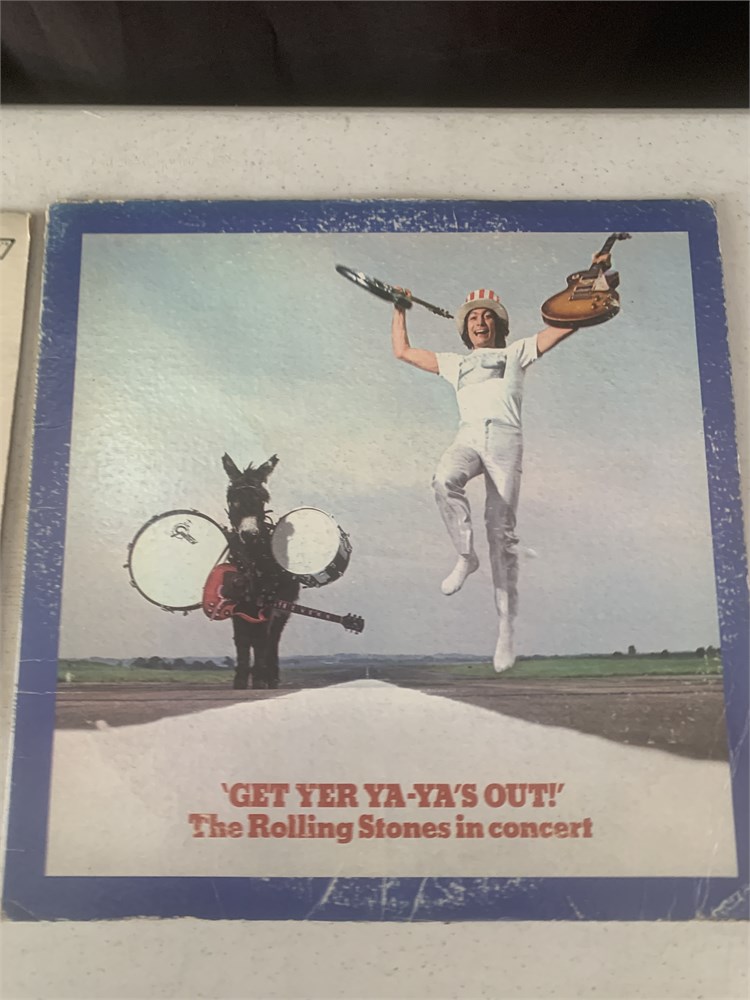 'GET YER YA-YA'S OUT!'
The Rolling Stones in concert